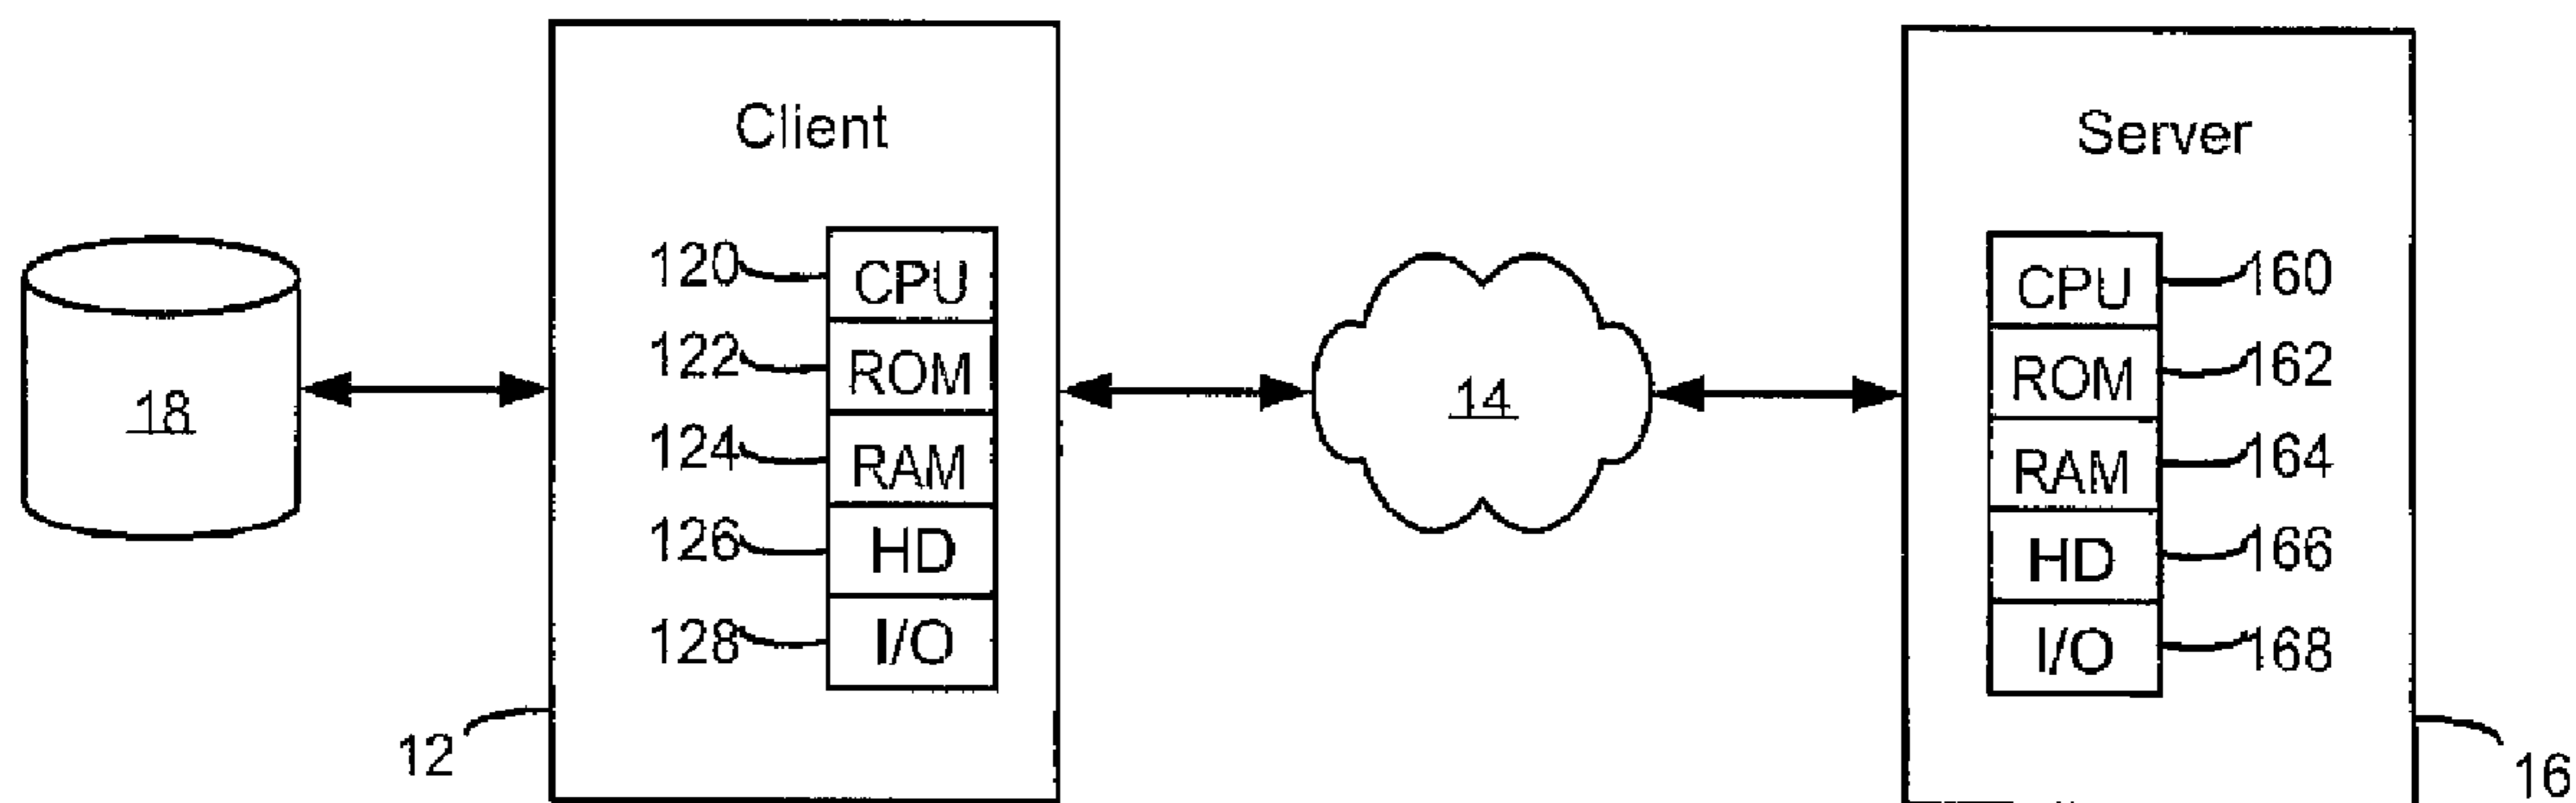 Client
Server
120 CPU
122 ROM
124 RAM
126 HD
128 I/O
CPU 160
ROM 162
RAM 164
HD 166
I/O 168
18
14
12
16